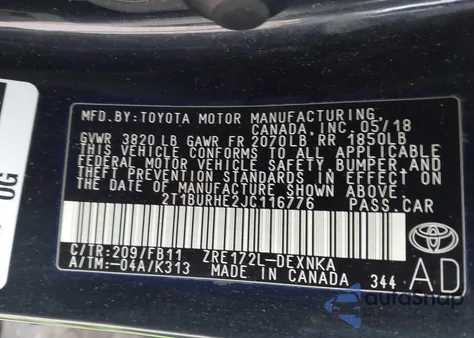 MFD.BY:TOYOTA MOTOR MANUFACTURING,
CANADA, INC. 05/18
GVWR 3820 LB GAWR FR 2070LB, RR 1850LB
THIS VEHICLE CONFORMS TO ALL APPLICABLE
FEDERAL MOTOR VEHICLE SAFETY, BUMPER AND
THEFT PREVENTION STANDARDS IN EFFECT ON
THE DATE OF MANUFACTURE SHOWN ABOVE.
2T1BURHE2JC116776 PASS.CAR
C/TR:209/FB11 ZRE172L-DEXNKA
A/TM:-04A/K313 MADE IN CANADA 344 AD
OG
autoShop